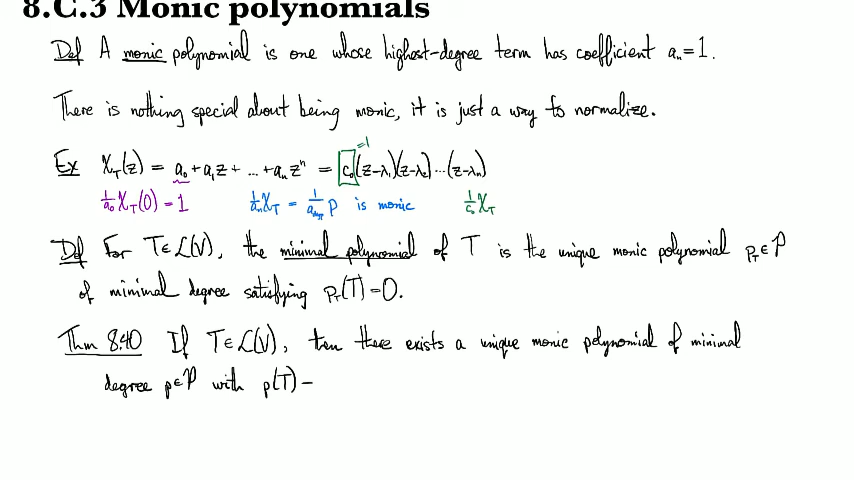 8.C.3 Monic polynomials
Def A monic polynomial is one whose highest-degree term has coefficient aₙ=1.
There is nothing special about being monic, it is just a way to normalize.
=1
Ex χ_T(z) = a₀+a₁z+ ... +aₙzⁿ = c₀(z-λ₁)(z-λ₂)...(z-λₙ)
1/a₀ χ_T(0) = 1 1/aₙ χ_T = p is monic 1/c₀ χ_T
Def For T∈L(V), the minimal polynomial of T is the unique monic polynomial p_T∈P
of minimal degree satisfying p_T(T)=0.
Thm 8.40 If T∈L(V), then there exists a unique monic polynomial of minimal
degree p∈P with p(T)=